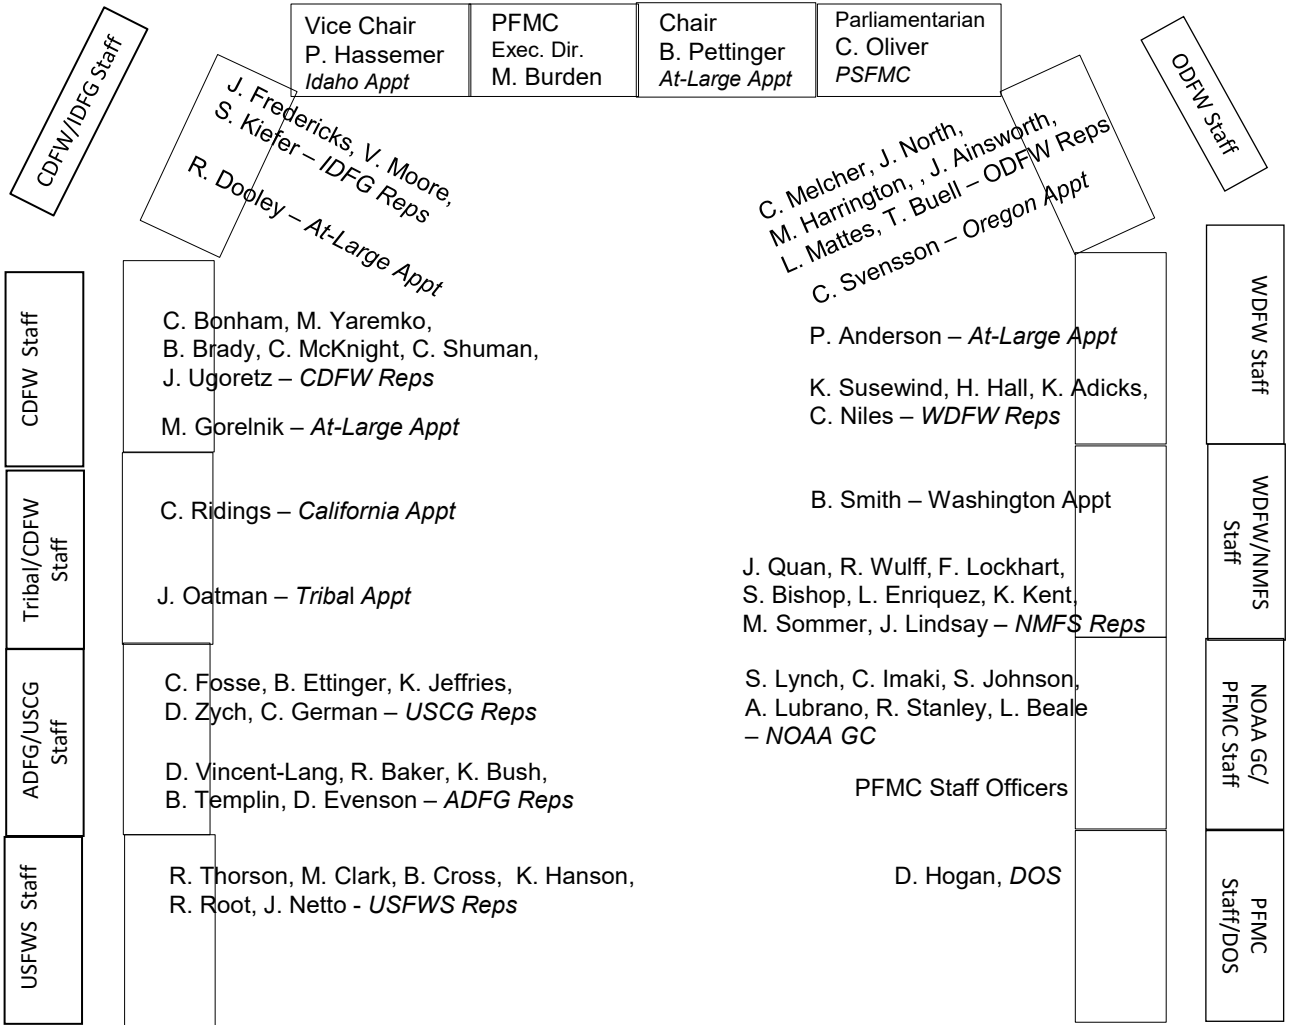 Vice Chair
P. Hassemer
Idaho Appt
PFMC
Exec. Dir.
M. Burden
Chair
B. Pettinger
At-Large Appt
Parliamentarian
C. Oliver
PSFMC
CDFW/IDFG Staff
J. Fredericks, V. Moore,
S. Kiefer – IDFG Reps
R. Dooley – At-Large Appt
C. Melcher, J. North,
M. Harrington, , J. Ainsworth,
L. Mattes, T. Buell – ODFW Reps
C. Svensson – Oregon Appt
ODFW Staff
CDFW Staff
C. Bonham, M. Yaremko,
B. Brady, C. McKnight, C. Shuman,
J. Ugoretz – CDFW Reps
M. Gorelnik – At-Large Appt
P. Anderson – At-Large Appt
K. Susewind, H. Hall, K. Adicks,
C. Niles – WDFW Reps
WDFW Staff
Tribal/CDFW
Staff
C. Ridings – California Appt
J. Oatman – Tribal Appt
B. Smith – Washington Appt
J. Quan, R. Wulff, F. Lockhart,
S. Bishop, L. Enriquez, K. Kent,
M. Sommer, J. Lindsay – NMFS Reps
WDFW/NMFS
Staff
ADFG/USCG
Staff
C. Fosse, B. Ettinger, K. Jeffries,
D. Zych, C. German – USCG Reps
D. Vincent-Lang, R. Baker, K. Bush,
B. Templin, D. Evenson – ADFG Reps
S. Lynch, C. Imaki, S. Johnson,
A. Lubrano, R. Stanley, L. Beale
– NOAA GC
PFMC Staff Officers
NOAA GC/
PFMC Staff
USFWS Staff
R. Thorson, M. Clark, B. Cross, K. Hanson,
R. Root, J. Netto - USFWS Reps
D. Hogan, DOS
PFMC
Staff/DOS